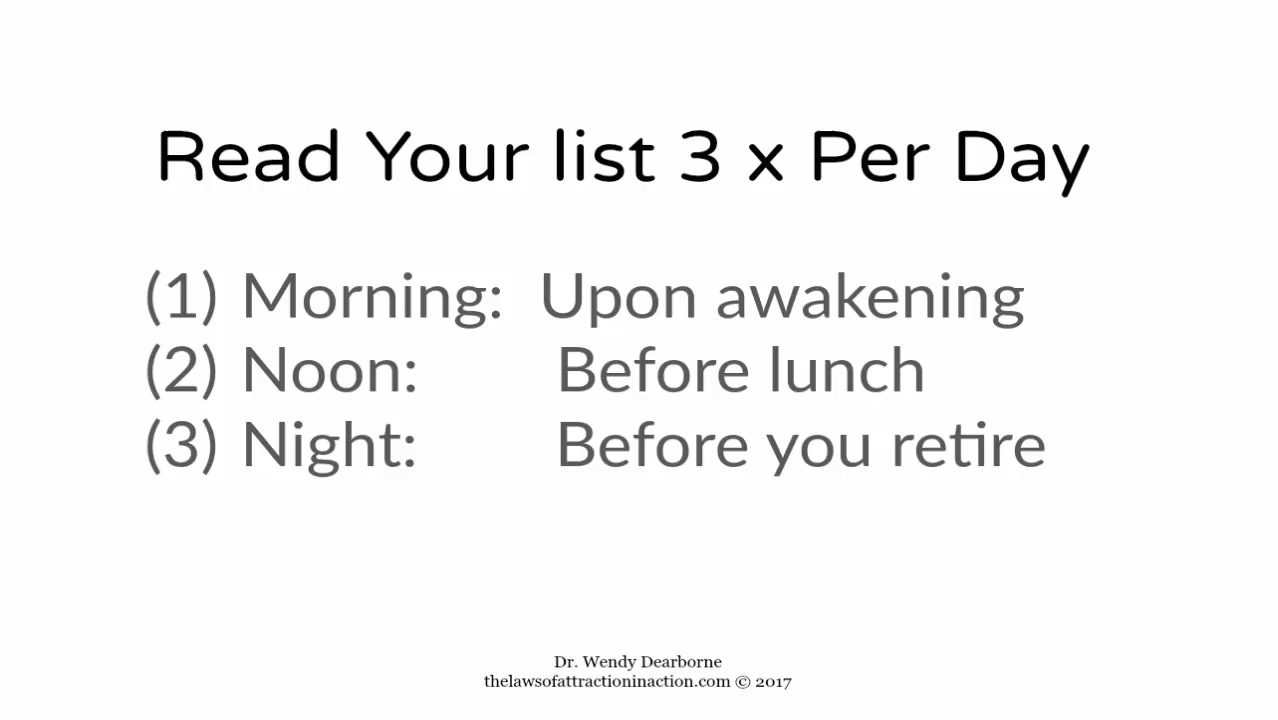 Read Your list 3 x Per Day
(1) Morning: Upon awakening
(2) Noon: Before lunch
(3) Night: Before you retire
Dr. Wendy Dearborne
thelawsofattractioninaction.com © 2017